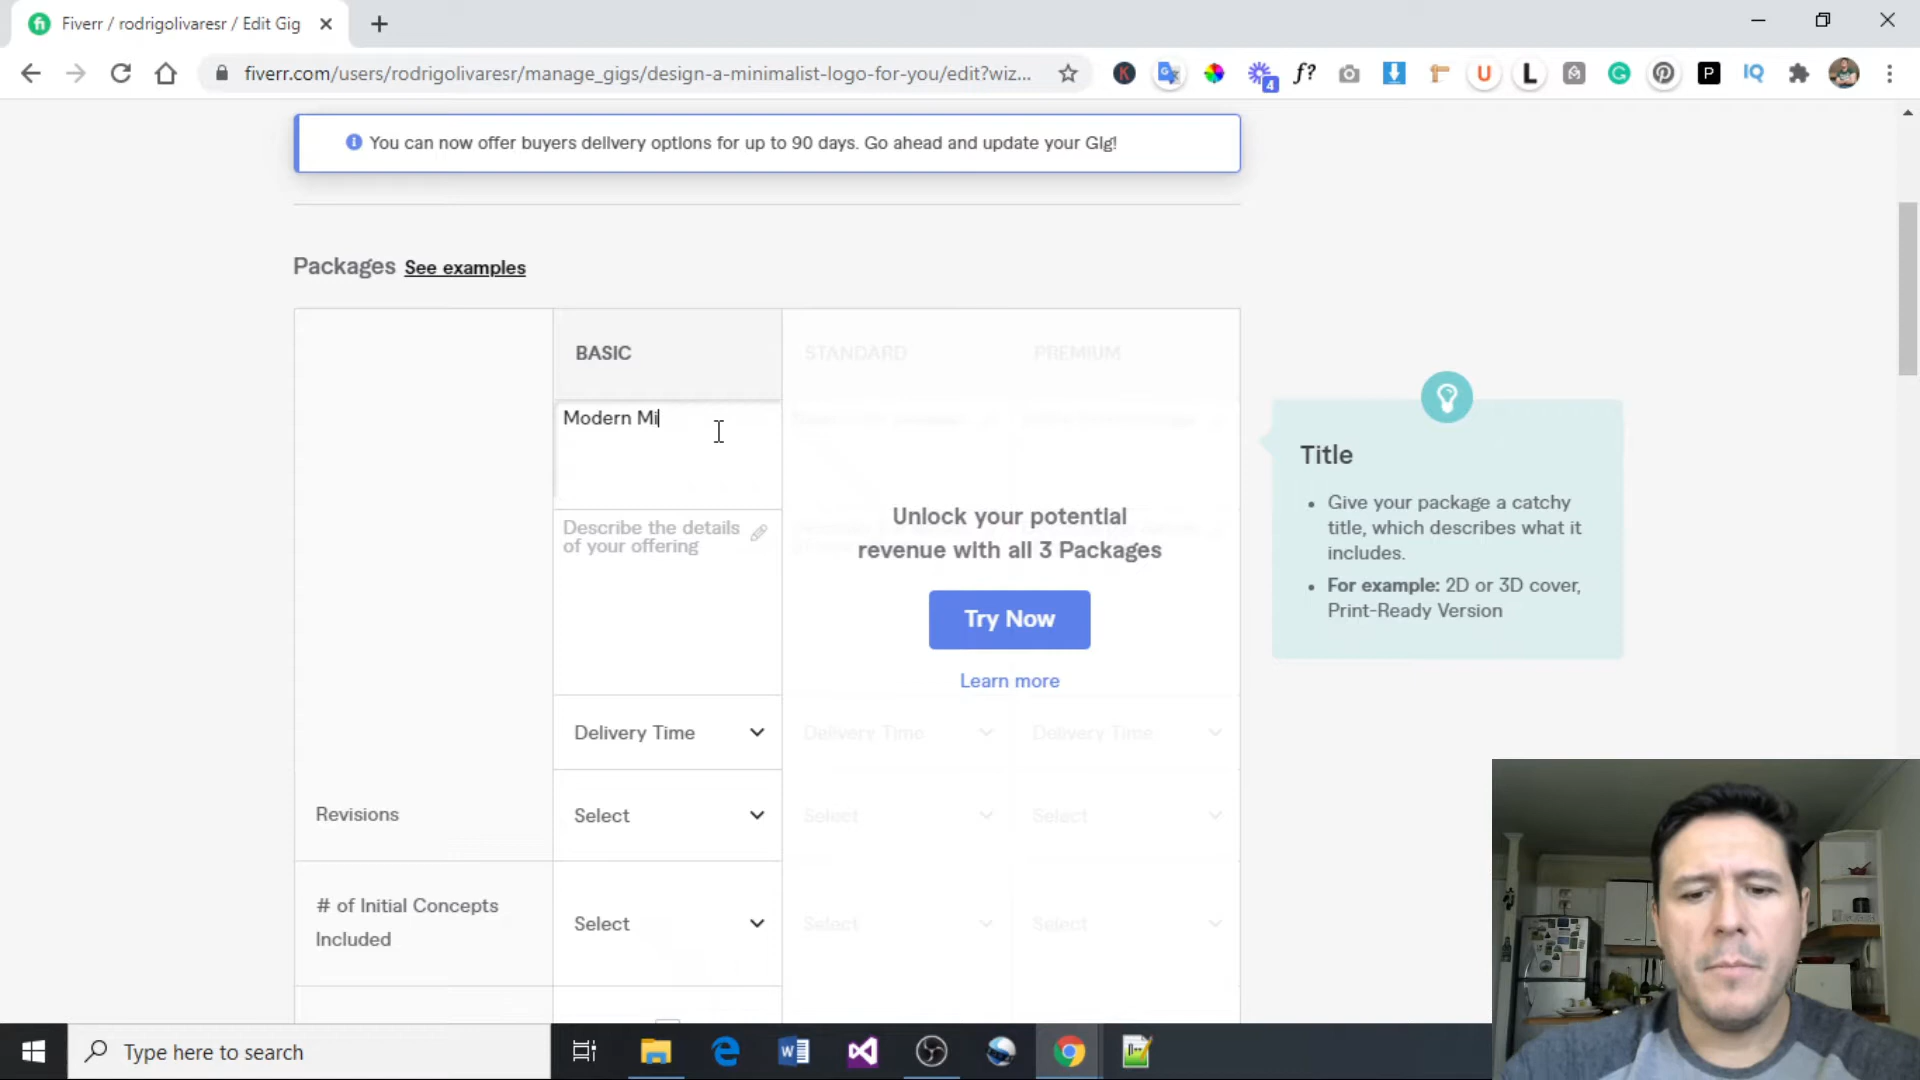 Fiverr / rodrigolivaresr / Edit Gig
fiverr.com/users/rodrigolivaresr/manage_gigs/design-a-minimalist-logo-for-you/edit?wiz...
You can now offer buyers delivery options for up to 90 days. Go ahead and update your Gig!
Packages See examples
BASIC STANDARD PREMIUM
Modern Mi
Describe the details
of your offering
Unlock your potential
revenue with all 3 Packages
Try Now
Learn more
Title
Give your package a catchy
title, which describes what it
includes.
For example: 2D or 3D cover,
Print-Ready Version
Delivery Time Delivery Time Delivery Time
Revisions Select Select Select
# of Initial Concepts
Included
Select Select Select
Type here to search